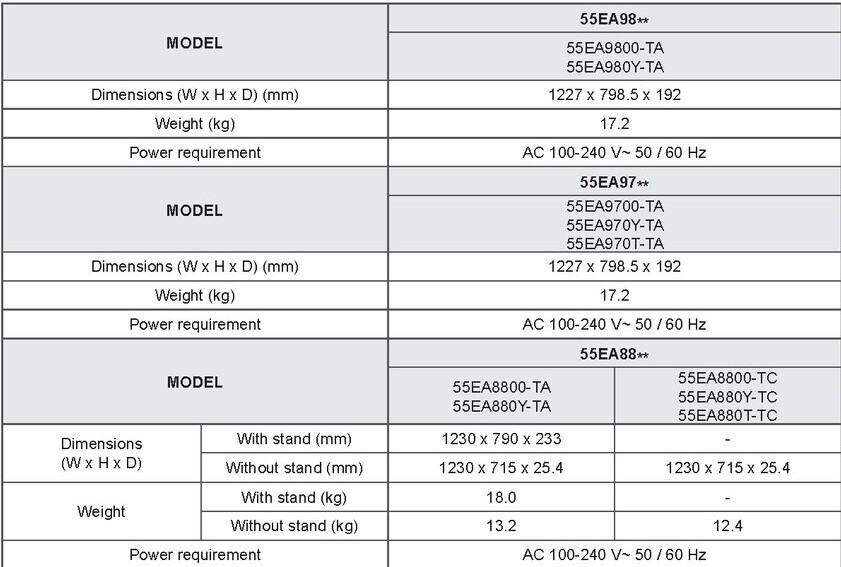 MODEL
55EA98**
55EA9800-TA
55EA980Y-TA
Dimensions (W x H x D) (mm) 1227 x 798.5 x 192
Weight (kg) 17.2
Power requirement AC 100-240 V~ 50 / 60 Hz
MODEL
55EA97**
55EA9700-TA
55EA970Y-TA
55EA970T-TA
Dimensions (W x H x D) (mm) 1227 x 798.5 x 192
Weight (kg) 17.2
Power requirement AC 100-240 V~ 50 / 60 Hz
MODEL
55EA88**
55EA8800-TA
55EA880Y-TA
55EA8800-TC
55EA880Y-TC
55EA880T-TC
Dimensions
(W x H x D)
With stand (mm) 1230 x 790 x 233 -
Without stand (mm) 1230 x 715 x 25.4 1230 x 715 x 25.4
Weight
With stand (kg) 18.0 -
Without stand (kg) 13.2 12.4
Power requirement AC 100-240 V~ 50 / 60 Hz